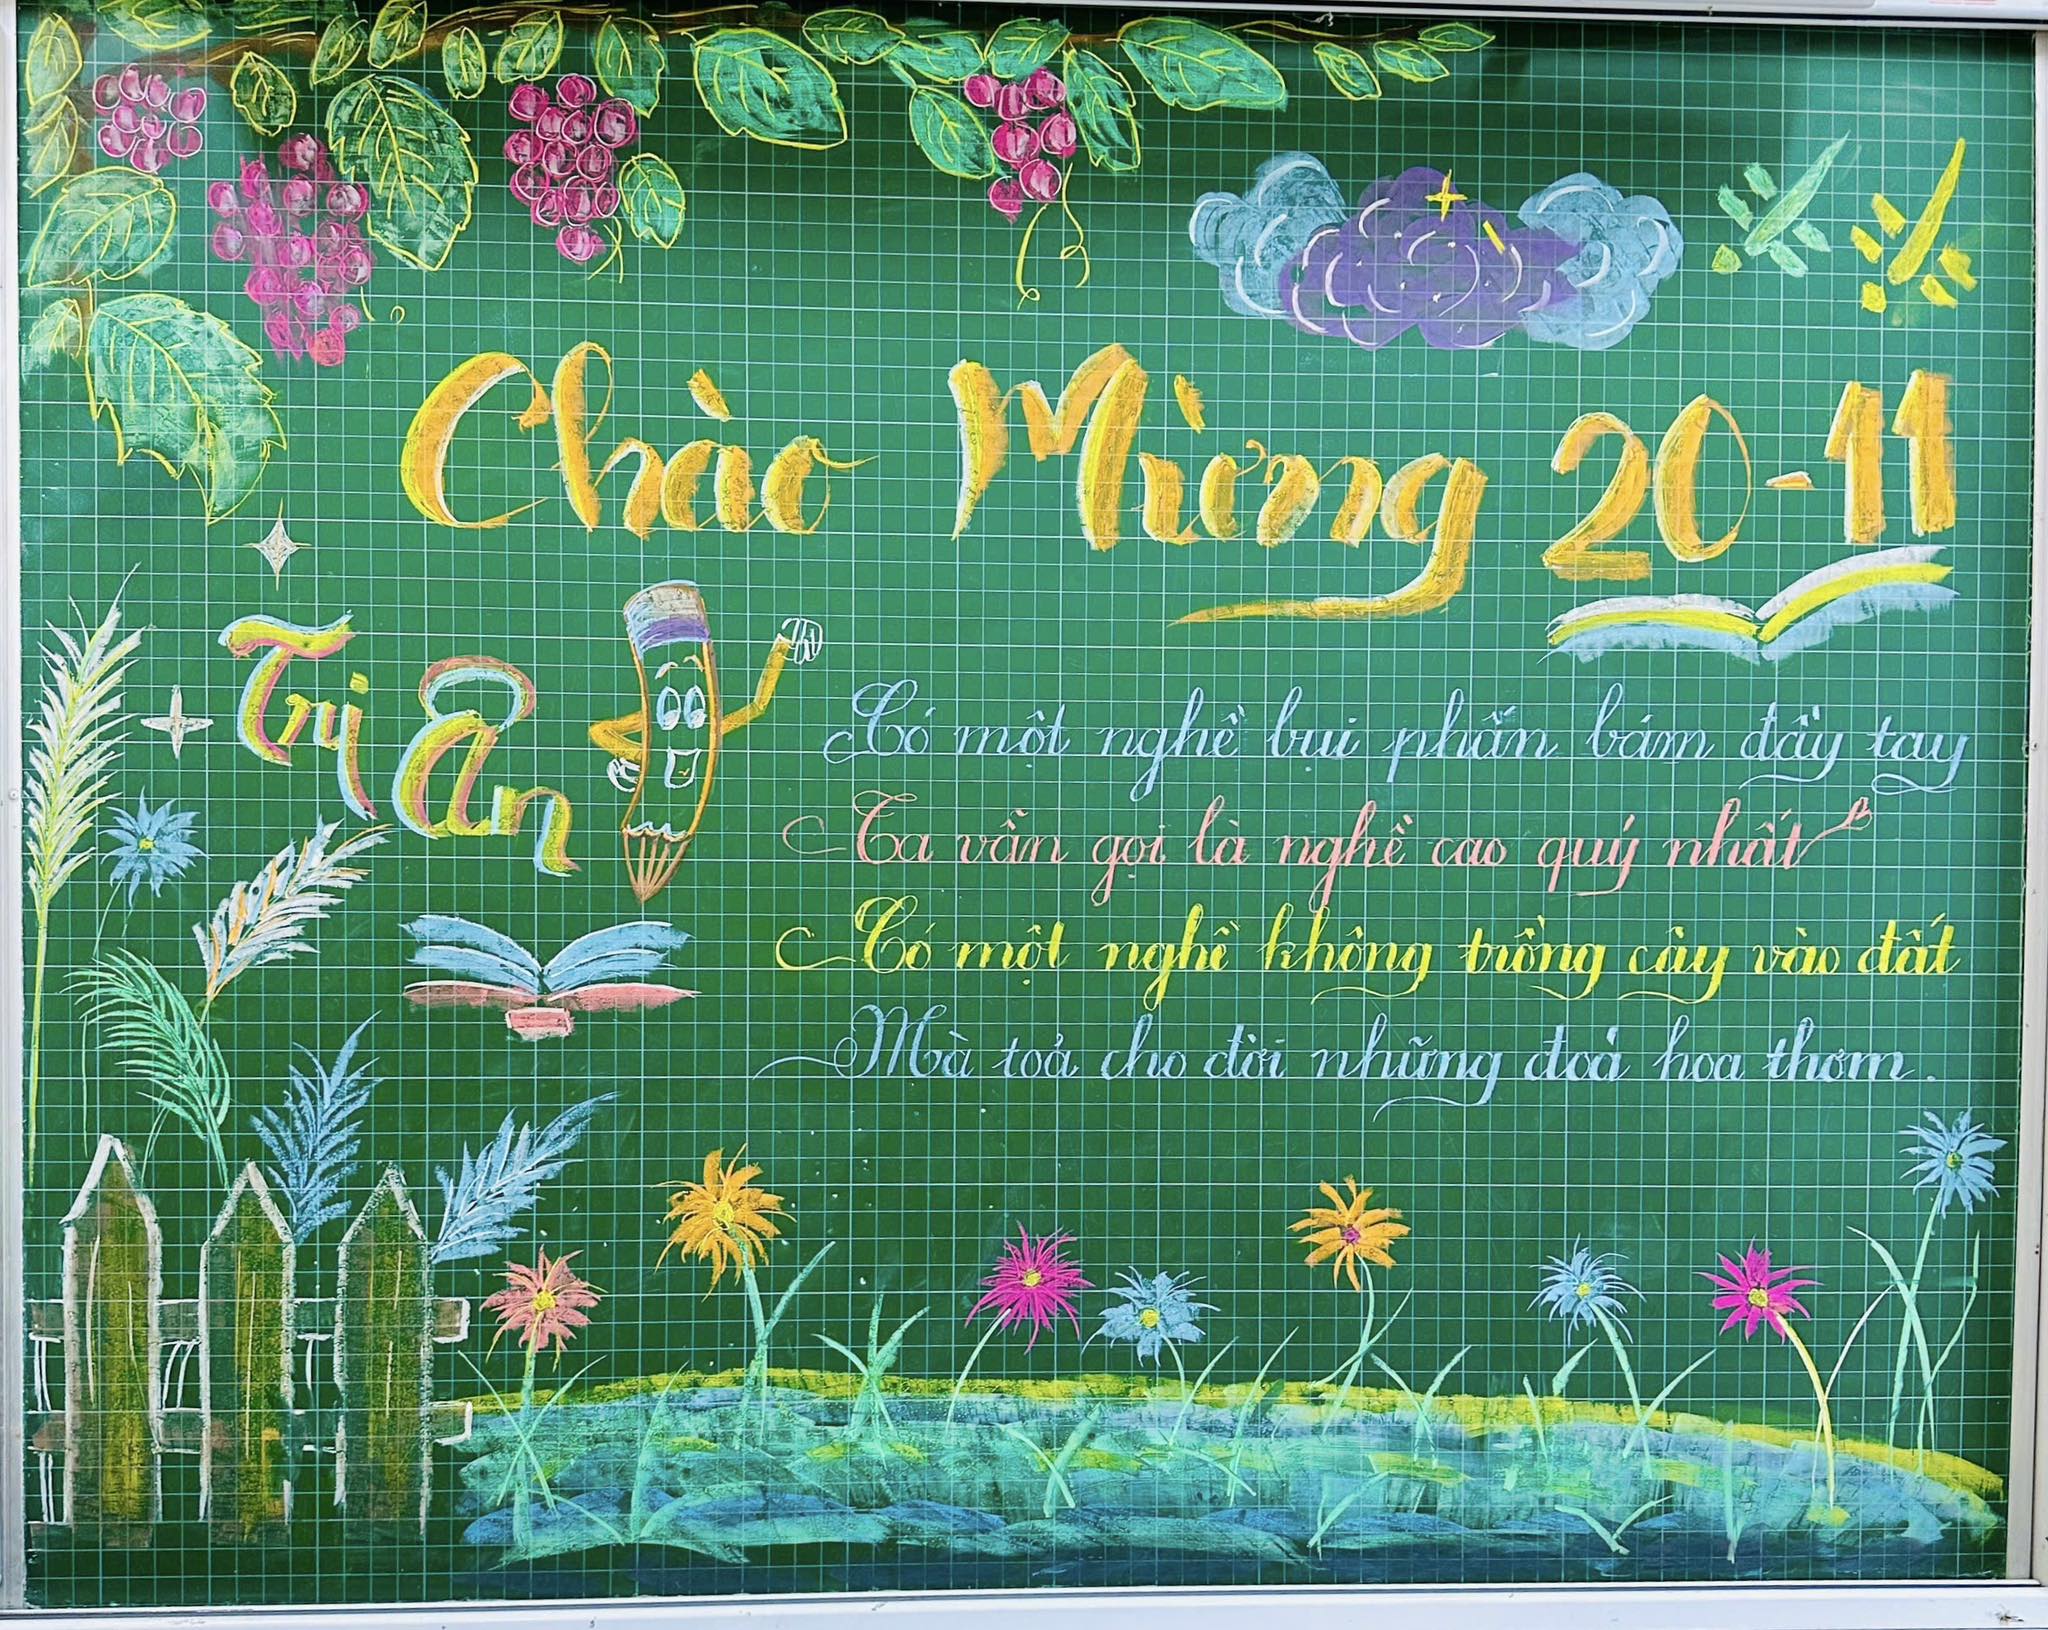 Chào Mừng 20-11
Tri Ân
Có một nghề bụi phấn bám đầy tay
Ta vẫn gọi là nghề cao quý nhất
Có một nghề không trồng cây vào đất
Mà toả cho đời những đoá hoa thơm.